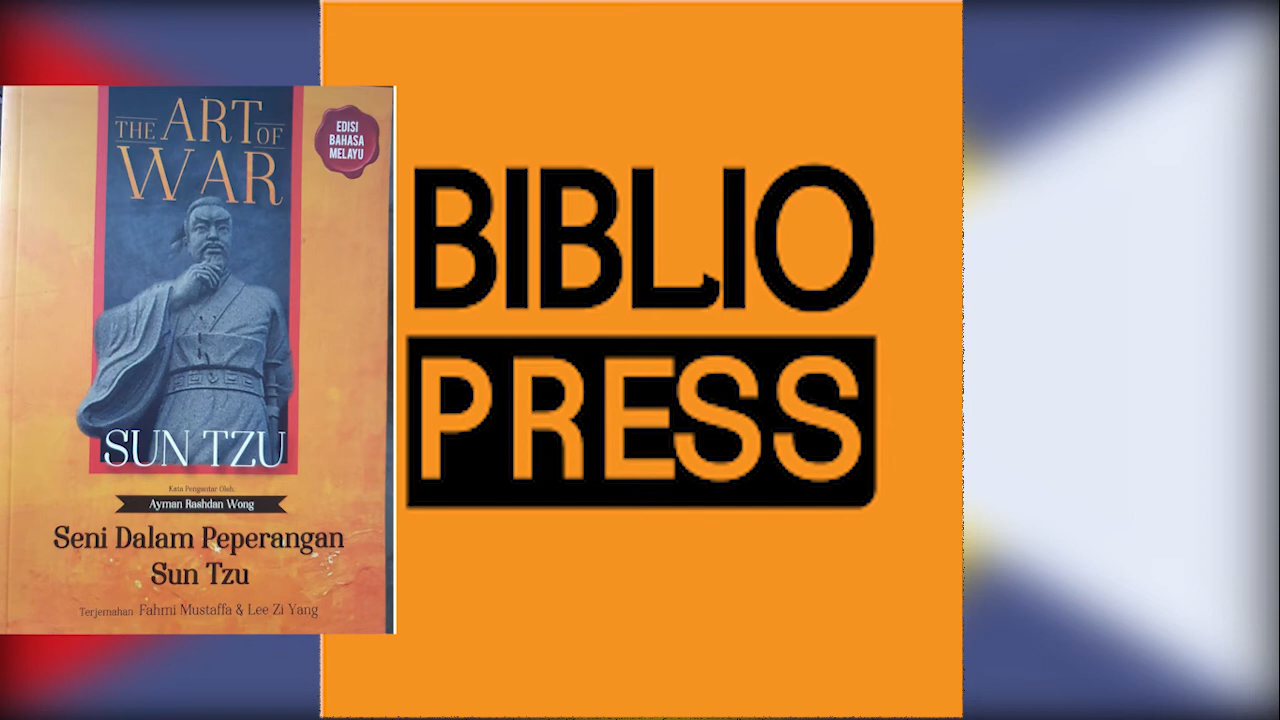 THE ART OF
WAR
EDISI
BAHASA
MELAYU
SUN TZU
Kata Pengantar Oleh:
Ayman Rashdan Wong
Seni Dalam Peperangan
Sun Tzu
Terjemahan Fahmi Mustaffa & Lee Zi Yang
BIBLIO
PRESS